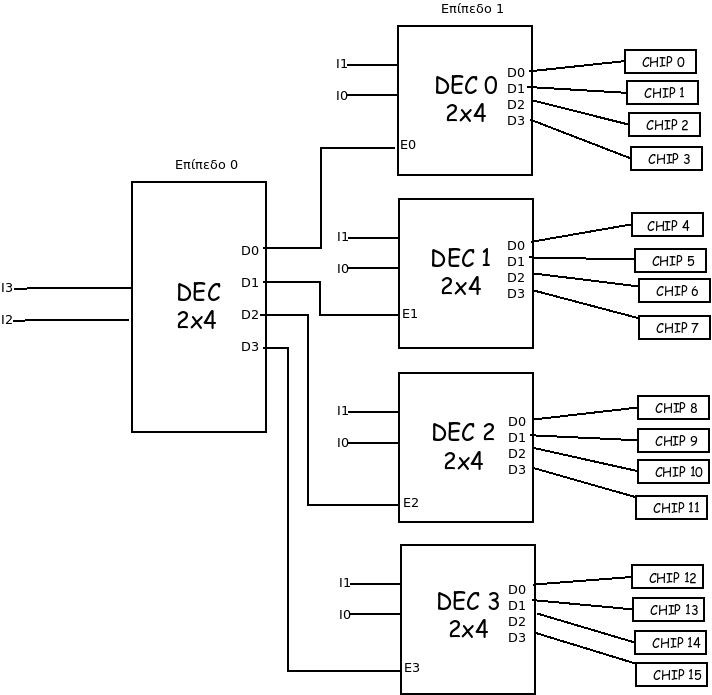 Επίπεδο 1
I1
I0
E0
DEC 0
2x4
D0
D1
D2
D3
CHIP 0
CHIP 1
CHIP 2
CHIP 3
Επίπεδο 0
I3
I2
DEC
2x4
D0
D1
D2
D3
I1
I0
E1
DEC 1
2x4
D0
D1
D2
D3
CHIP 4
CHIP 5
CHIP 6
CHIP 7
I1
I0
E2
DEC 2
2x4
D0
D1
D2
D3
CHIP 8
CHIP 9
CHIP 10
CHIP 11
I1
I0
E3
DEC 3
2x4
D0
D1
D2
D3
CHIP 12
CHIP 13
CHIP 14
CHIP 15